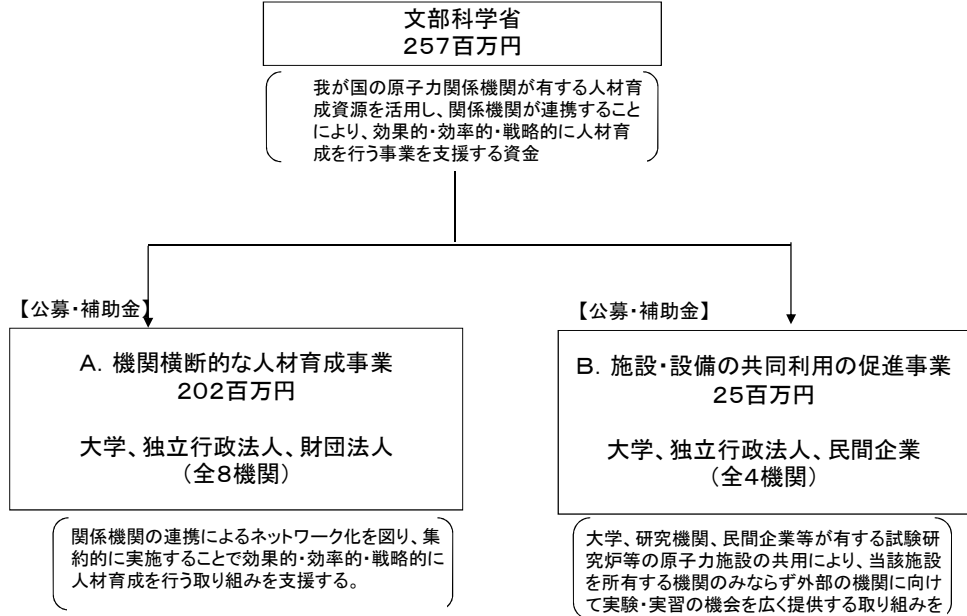 文部科学省
257百万円
我が国の原子力関係機関が有する人材育
成資源を活用し、関係機関が連携すること
により、効果的・効率的・戦略的に人材育
成を行う事業を支援する資金
【公募・補助金】
A．機関横断的な人材育成事業
202百万円
大学、独立行政法人、財団法人
(全8機関)
関係機関の連携によるネットワーク化を図り、集
約的に実施することで効果的・効率的・戦略的に
人材育成を行う取り組みを支援する。
【公募・補助金】
B．施設・設備の共同利用の促進事業
25百万円
大学、独立行政法人、民間企業
(全4機関)
大学、研究機関、民間企業等が有する試験研
究炉等の原子力施設の共用により、当該施設
を所有する機関のみならず外部の機関に向け
て実験・実習の機会を広く提供する取り組みを